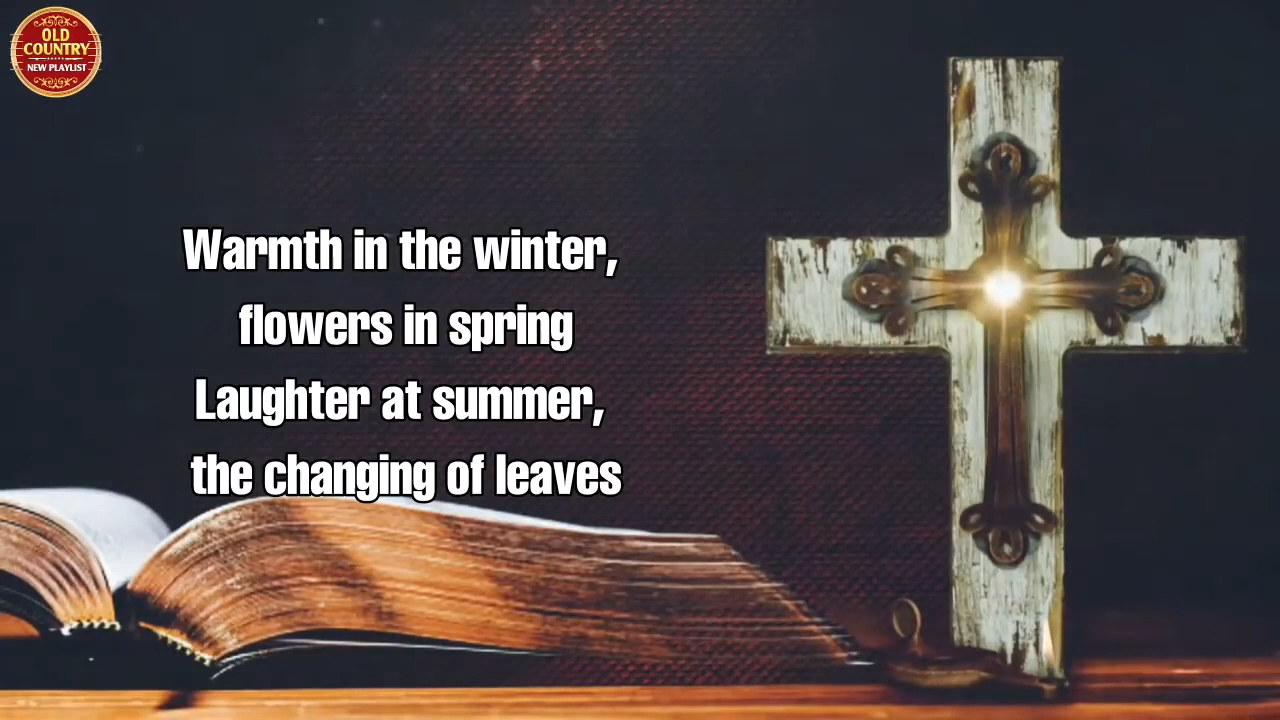 OLD
COUNTRY
NEW PLAYLIST
Warmth in the winter,
flowers in spring
Laughter at summer,
the changing of leaves